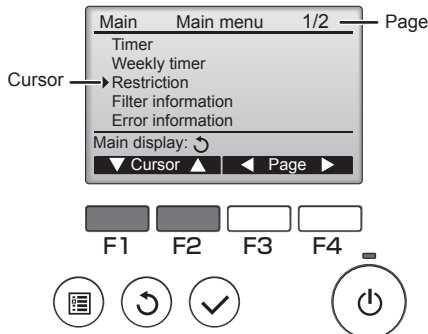 Main Main menu 1/2 Page
Timer
Weekly timer
Cursor Restriction
Filter information
Error information
Main display:
Cursor Page
F1 F2 F3 F4